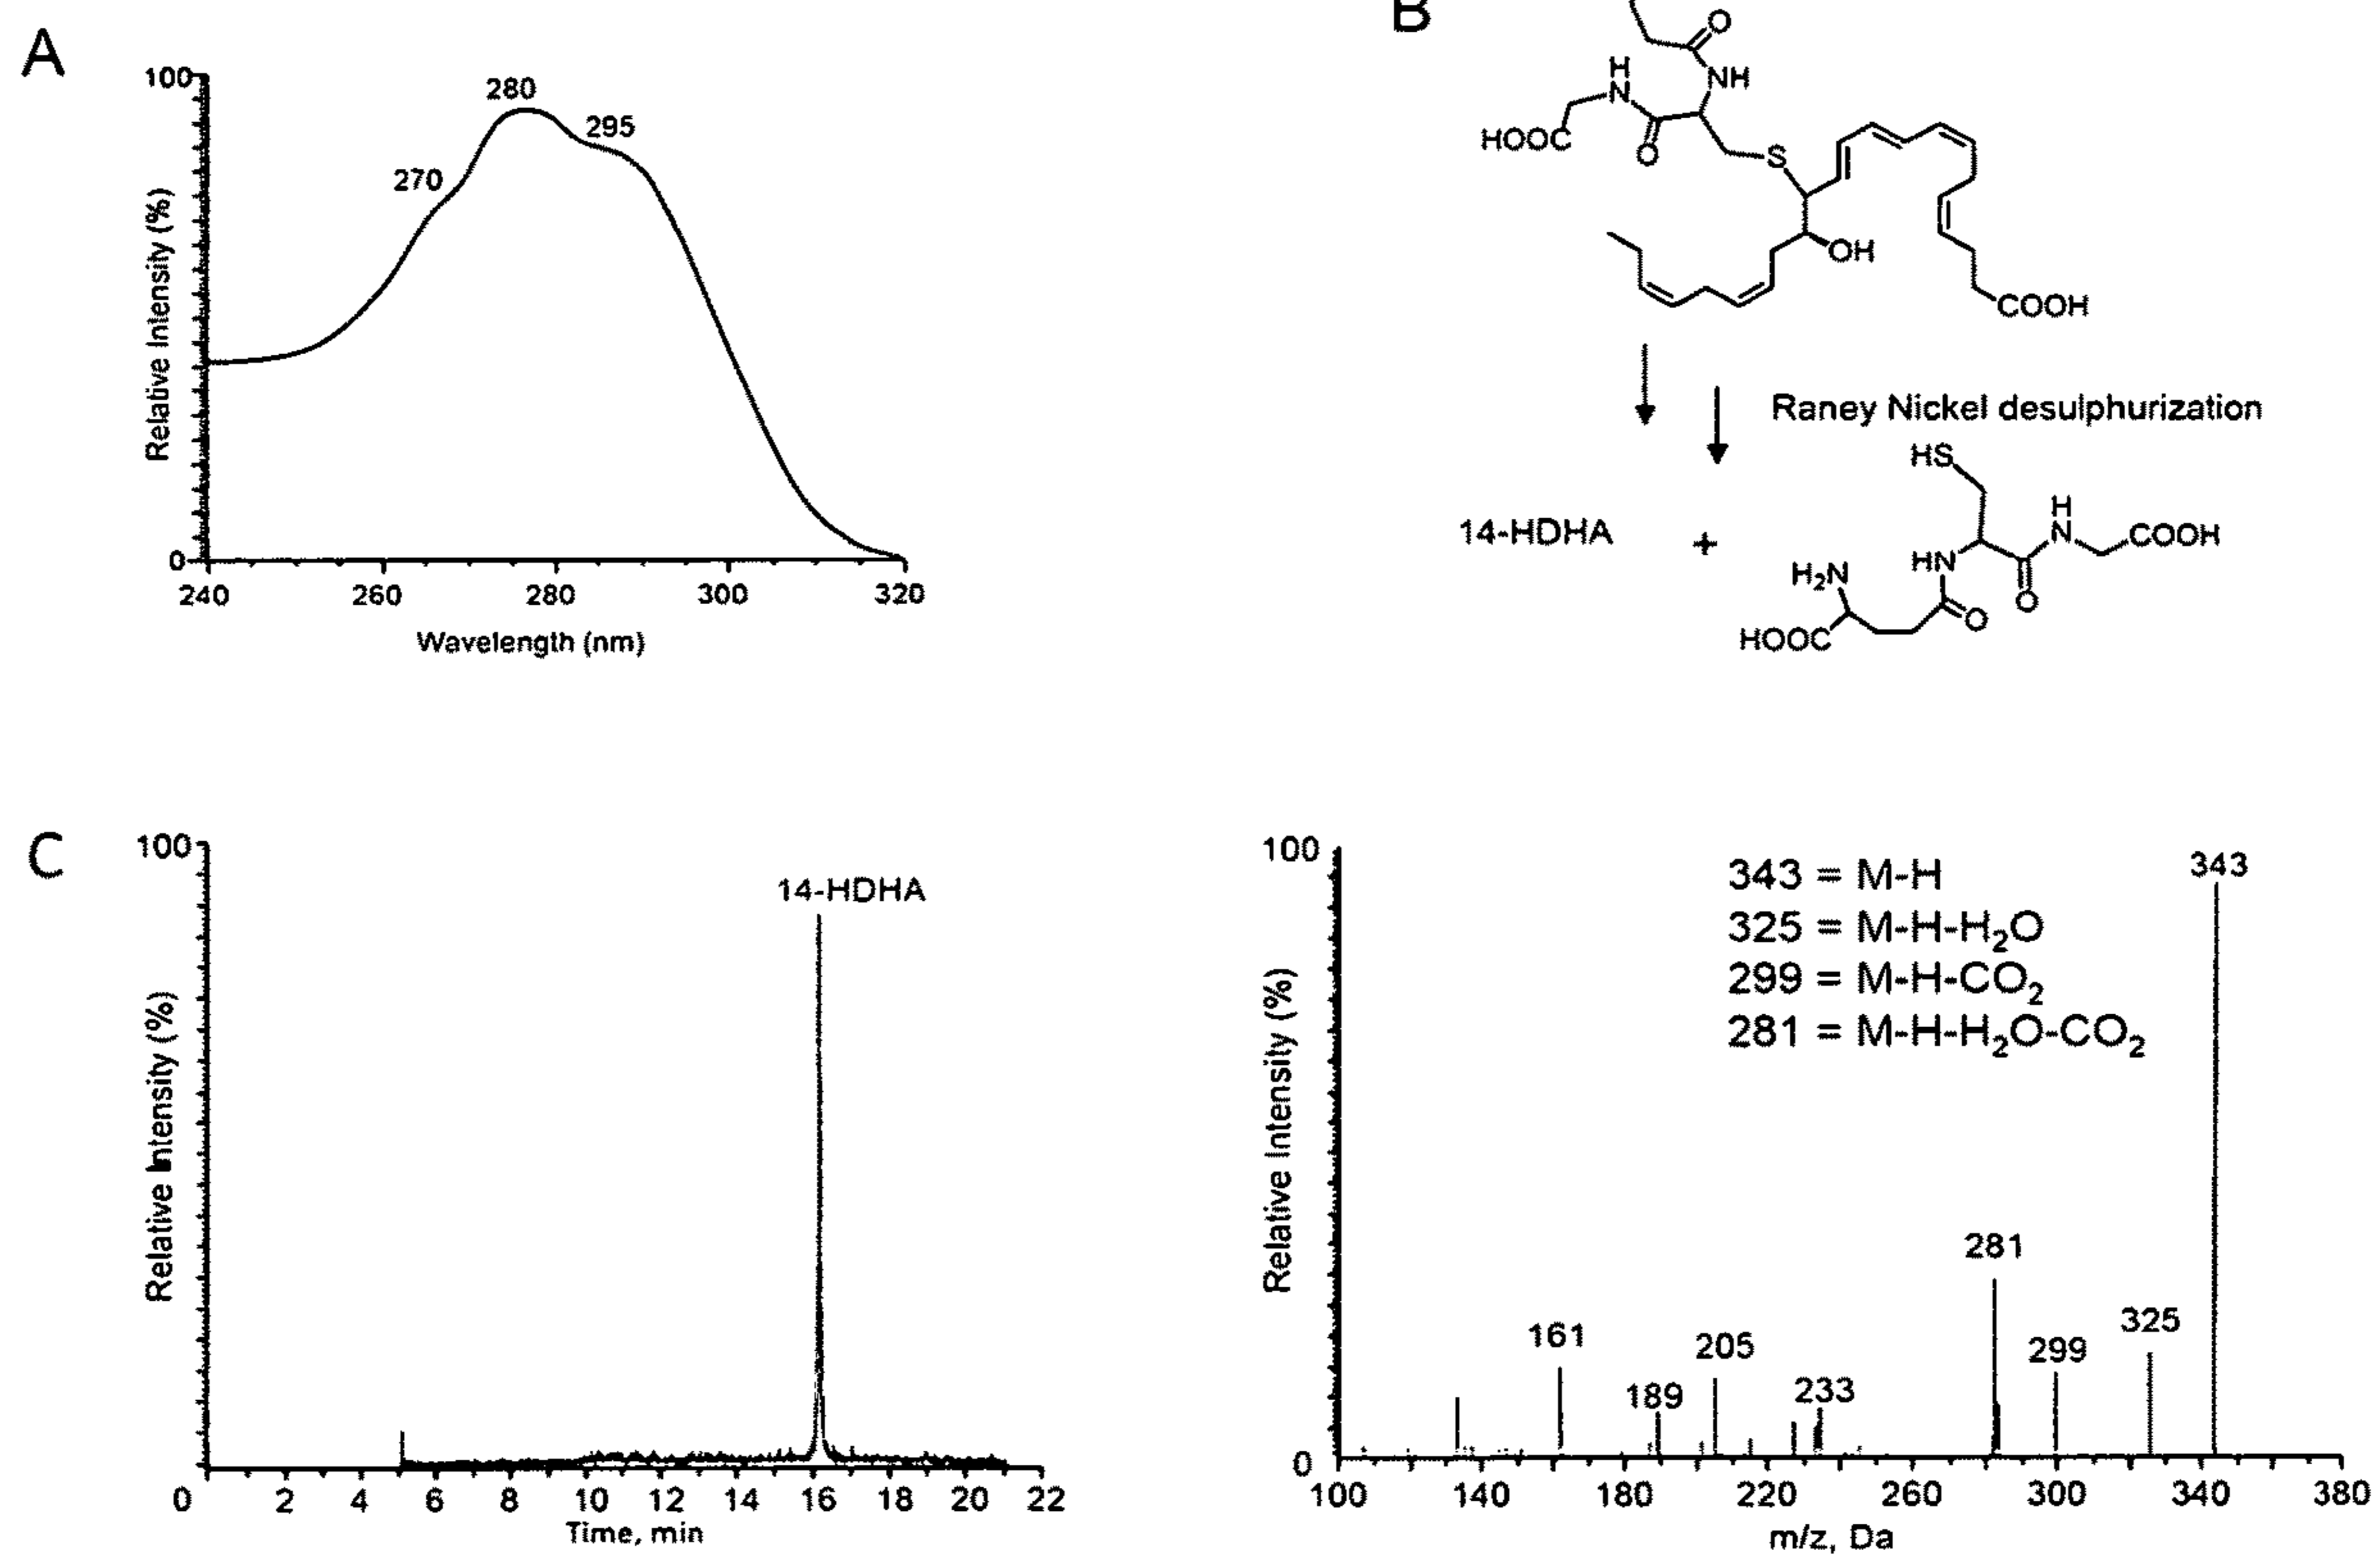 A
100
280
295
270
Relative Intensity (%)
0
240 260 280 300 320
Wavelength (nm)
B
O
NH
H
N
HOOC
O
S
OH
COOH
Raney Nickel desulphurization
HS
14-HDHA
+
H
N
COOH
HN
O
H2N
O
HOOC
C
100
14-HDHA
Relative Intensity (%)
0 2 4 6 8 10 12 14 16 18 20 22
Time, min
100
343 = M-H
325 = M-H-H2O
299 = M-H-CO2
281 = M-H-H2O-CO2
343
281
325
299
161
205
189
233
Relative Intensity (%)
0
100 140 180 220 260 300 340 380
m/z, Da